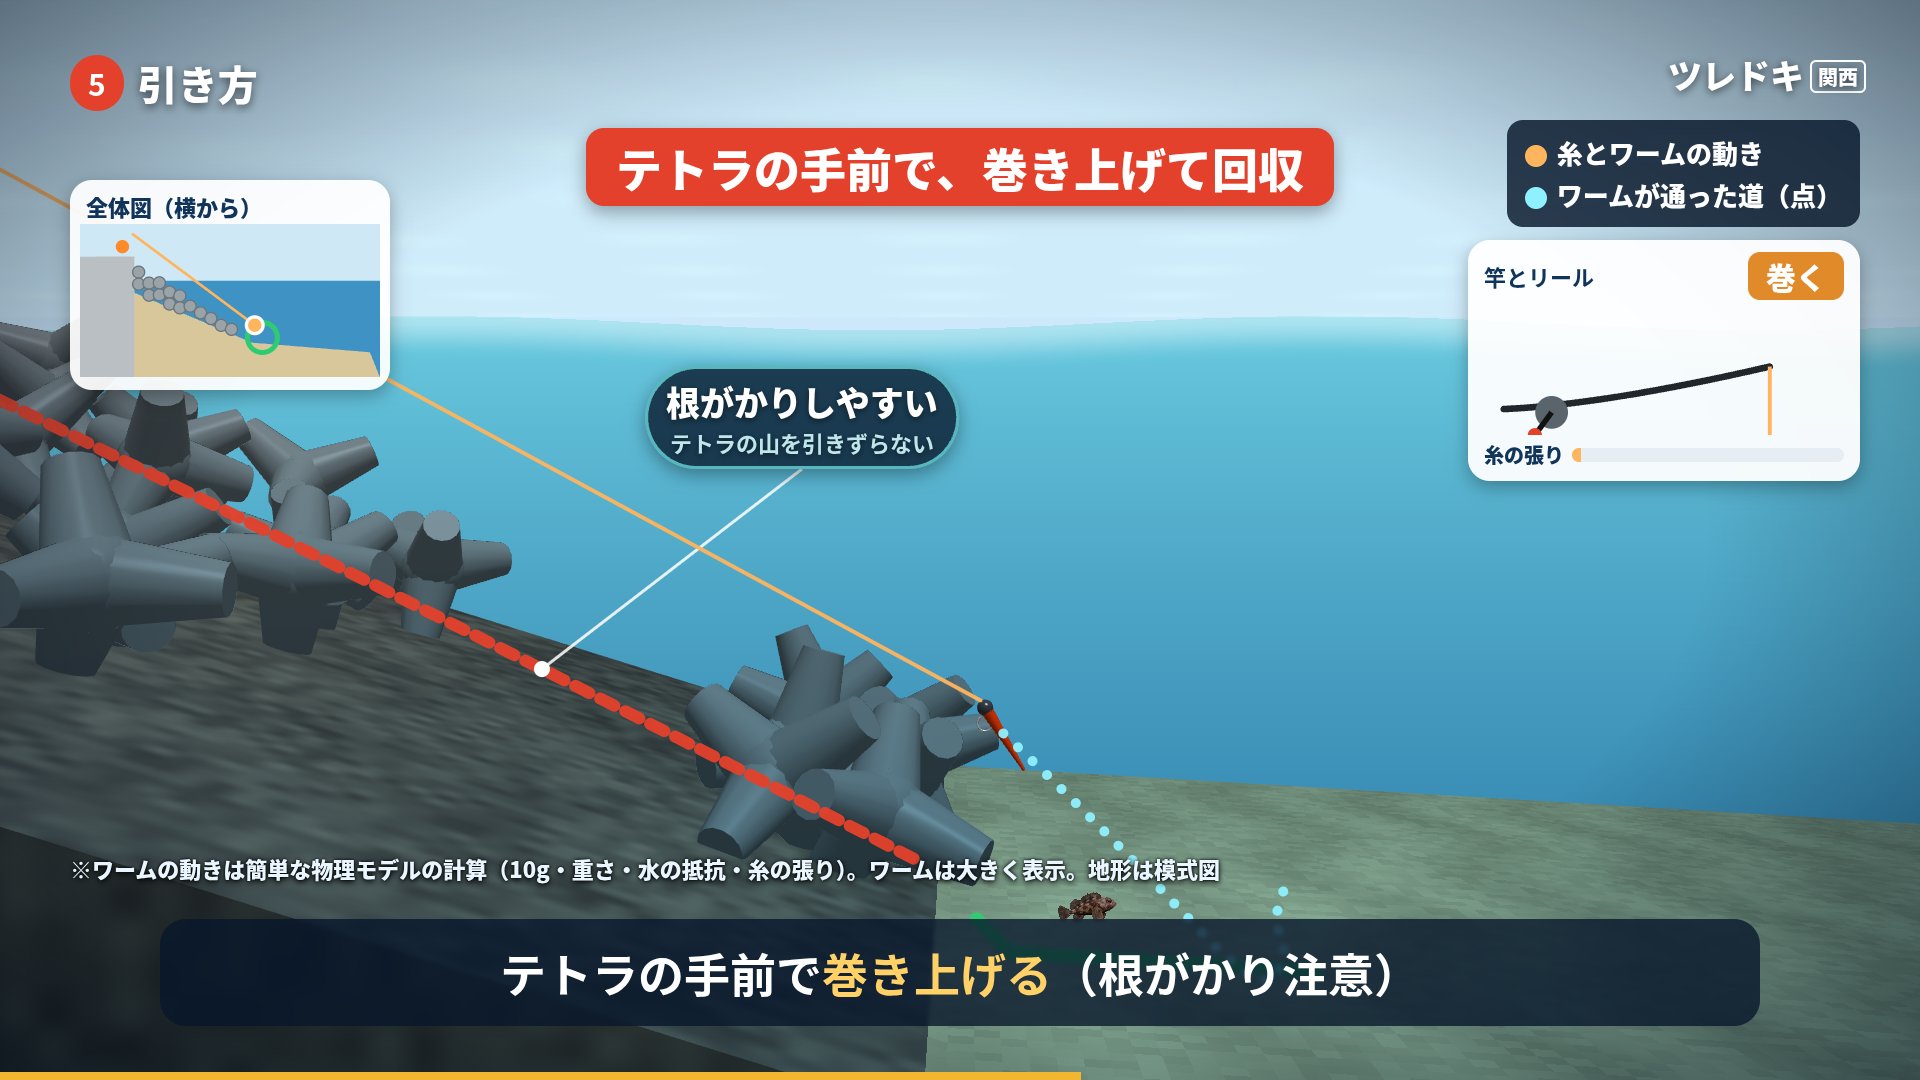 5 引き方
ツレドキ 関西
テトラの手前で、巻き上げて回収
糸とワームの動き
ワームが通った道（点）
全体図（横から）
竿とリール
巻く
糸の張り
根がかりしやすい
テトラの山を引きずらない
※ワームの動きは簡単な物理モデルの計算（10g・重さ・水の抵抗・糸の張り）。ワームは大きく表示。地形は模式図
テトラの手前で巻き上げる（根がかり注意）